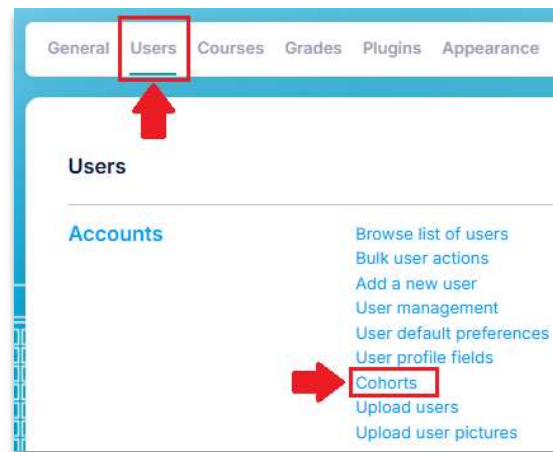 General Users Courses Grades Plugins Appearance
Users
Accounts
Browse list of users
Bulk user actions
Add a new user
User management
User default preferences
User profile fields
Cohorts
Upload users
Upload user pictures